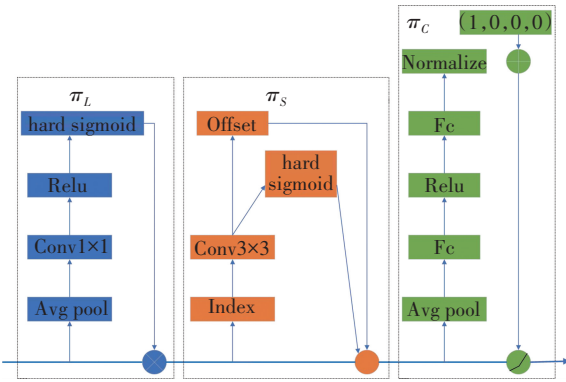 π_L
hard sigmoid
Relu
Conv1×1
Avg pool
π_S
Offset
hard
sigmoid
Conv3×3
Index
π_C
(1,0,0,0)
Normalize
Fc
Relu
Fc
Avg pool